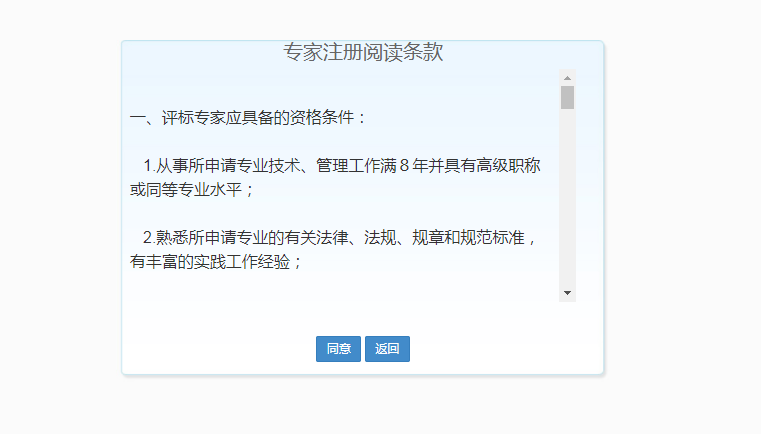 专家注册阅读条款
一、评标专家应具备的资格条件：
1.从事所申请专业技术、管理工作满８年并具有高级职称
或同等专业水平；
2.熟悉所申请专业的有关法律、法规、规章和规范标准，
有丰富的实践工作经验；
同意 返回